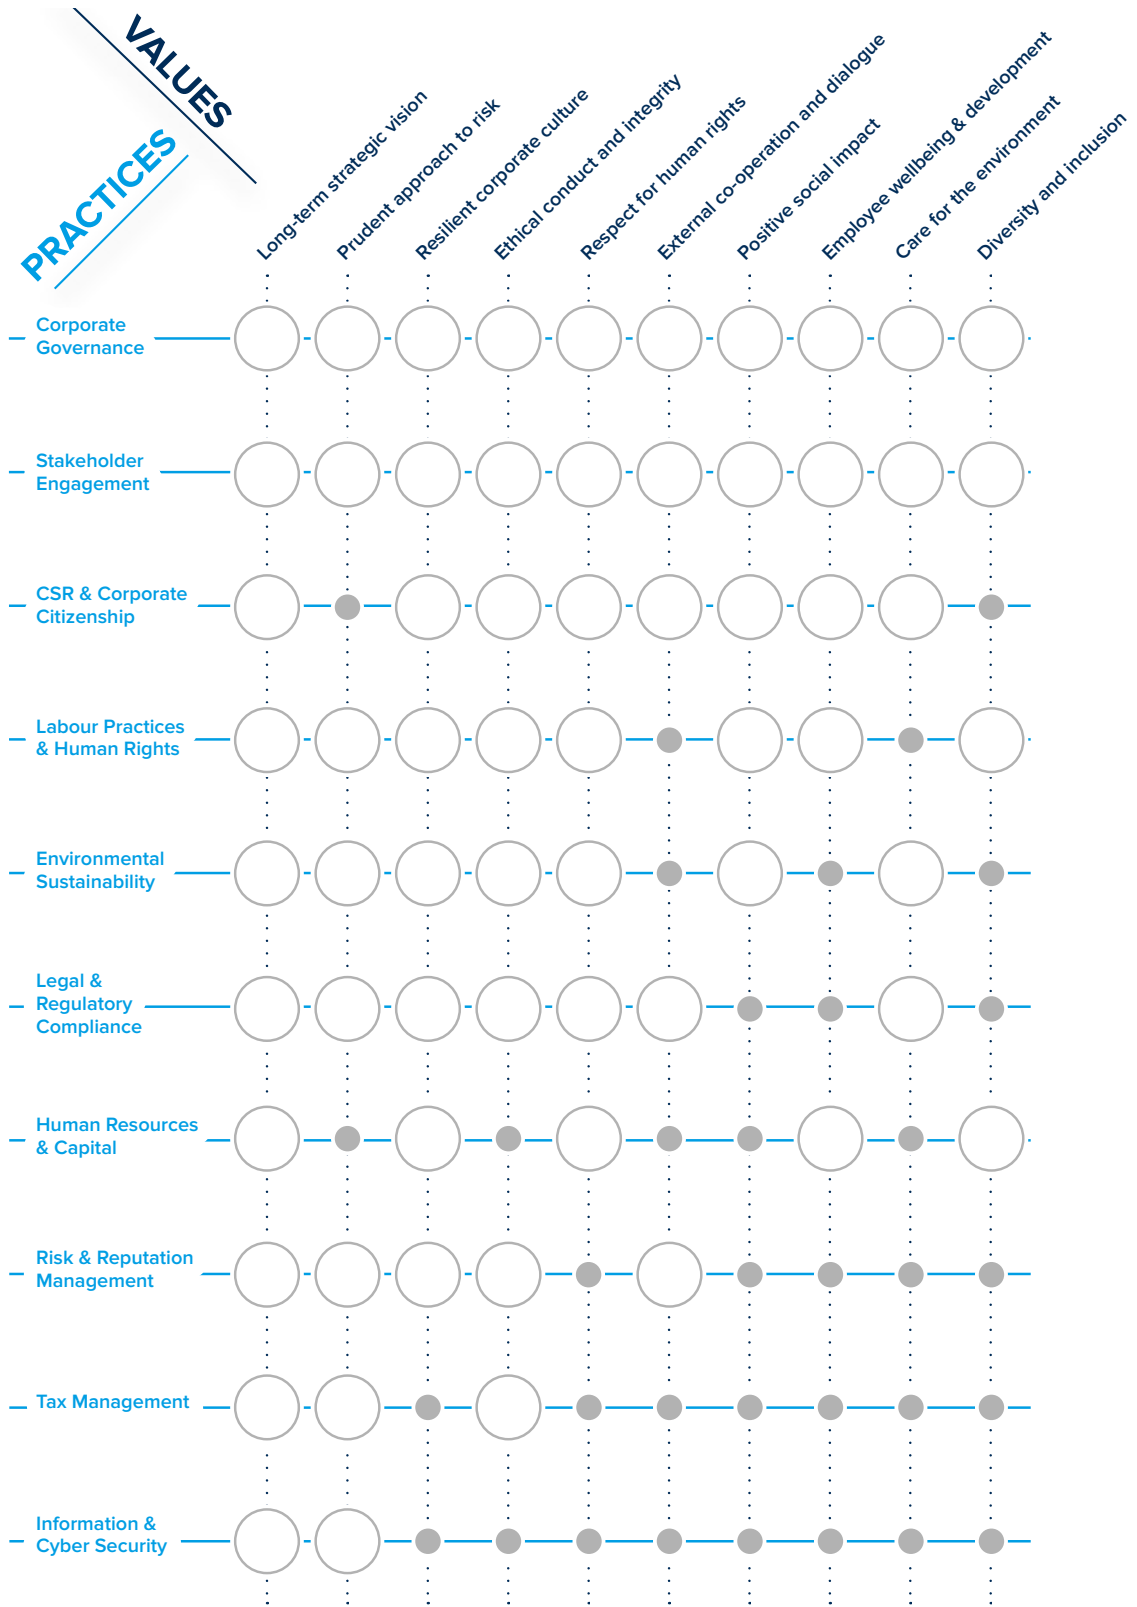 VALUES
PRACTICES
Long-term strategic vision
Prudent approach to risk
Resilient corporate culture
Ethical conduct and integrity
Respect for human rights
External co-operation and dialogue
Positive social impact
Employee wellbeing & development
Care for the environment
Diversity and inclusion
Corporate
Governance
Stakeholder
Engagement
CSR & Corporate
Citizenship
Labour Practices
& Human Rights
Environmental
Sustainability
Legal &
Regulatory
Compliance
Human Resources
& Capital
Risk & Reputation
Management
Tax Management
Information &
Cyber Security